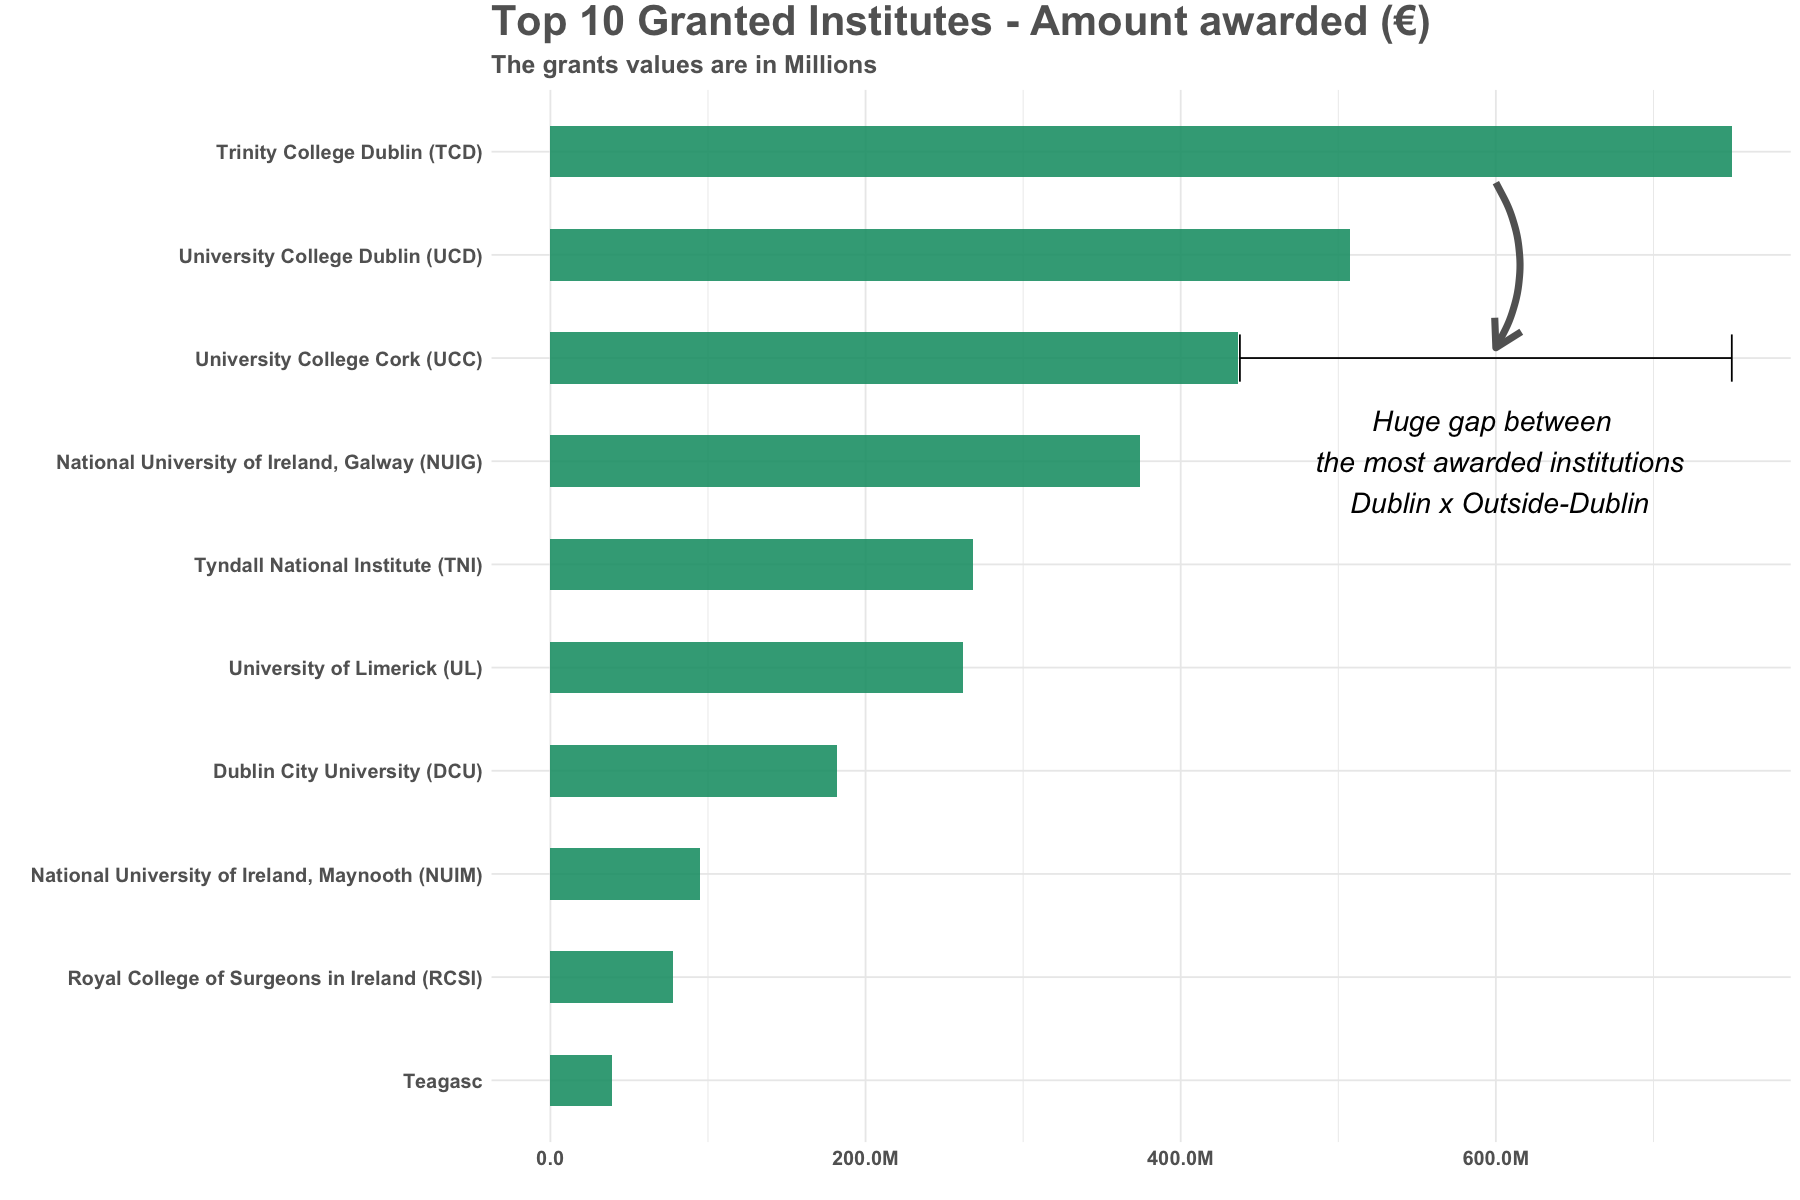 Top 10 Granted Institutes - Amount awarded (€)
The grants values are in Millions
Trinity College Dublin (TCD)
University College Dublin (UCD)
University College Cork (UCC)
Huge gap between
the most awarded institutions
Dublin x Outside-Dublin
National University of Ireland, Galway (NUIG)
Tyndall National Institute (TNI)
University of Limerick (UL)
Dublin City University (DCU)
National University of Ireland, Maynooth (NUIM)
Royal College of Surgeons in Ireland (RCSI)
Teagasc
0.0 200.0M 400.0M 600.0M